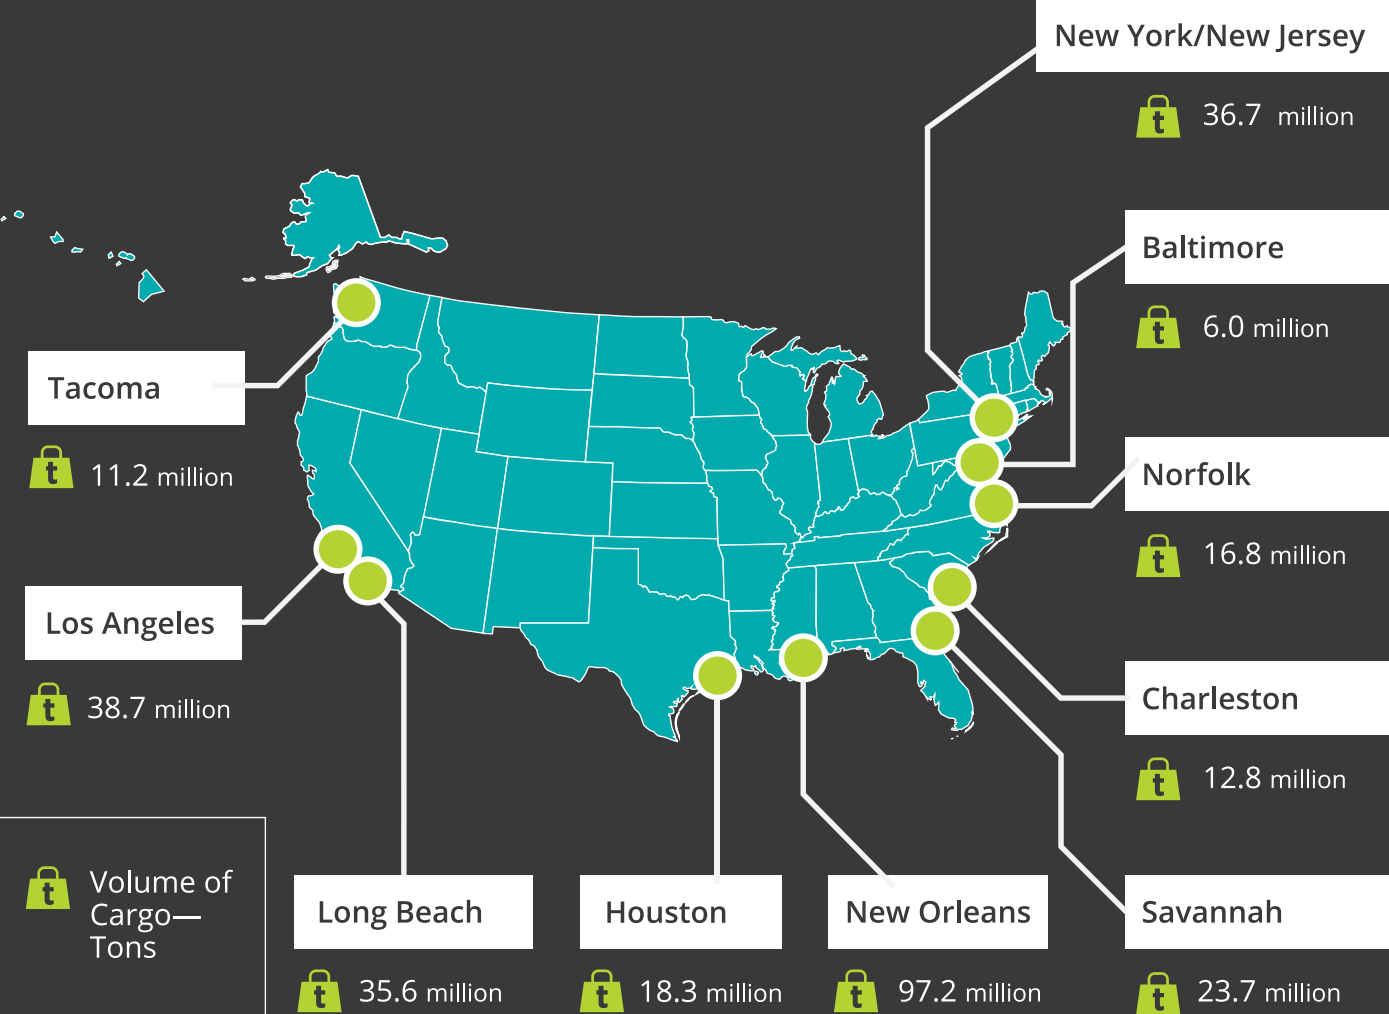 New York/New Jersey
t 36.7 million
Baltimore
t 6.0 million
Tacoma
t 11.2 million
Norfolk
t 16.8 million
Los Angeles
t 38.7 million
Charleston
t 12.8 million
t Volume of
Cargo—
Tons
Long Beach
t 35.6 million
Houston
t 18.3 million
New Orleans
t 97.2 million
Savannah
t 23.7 million